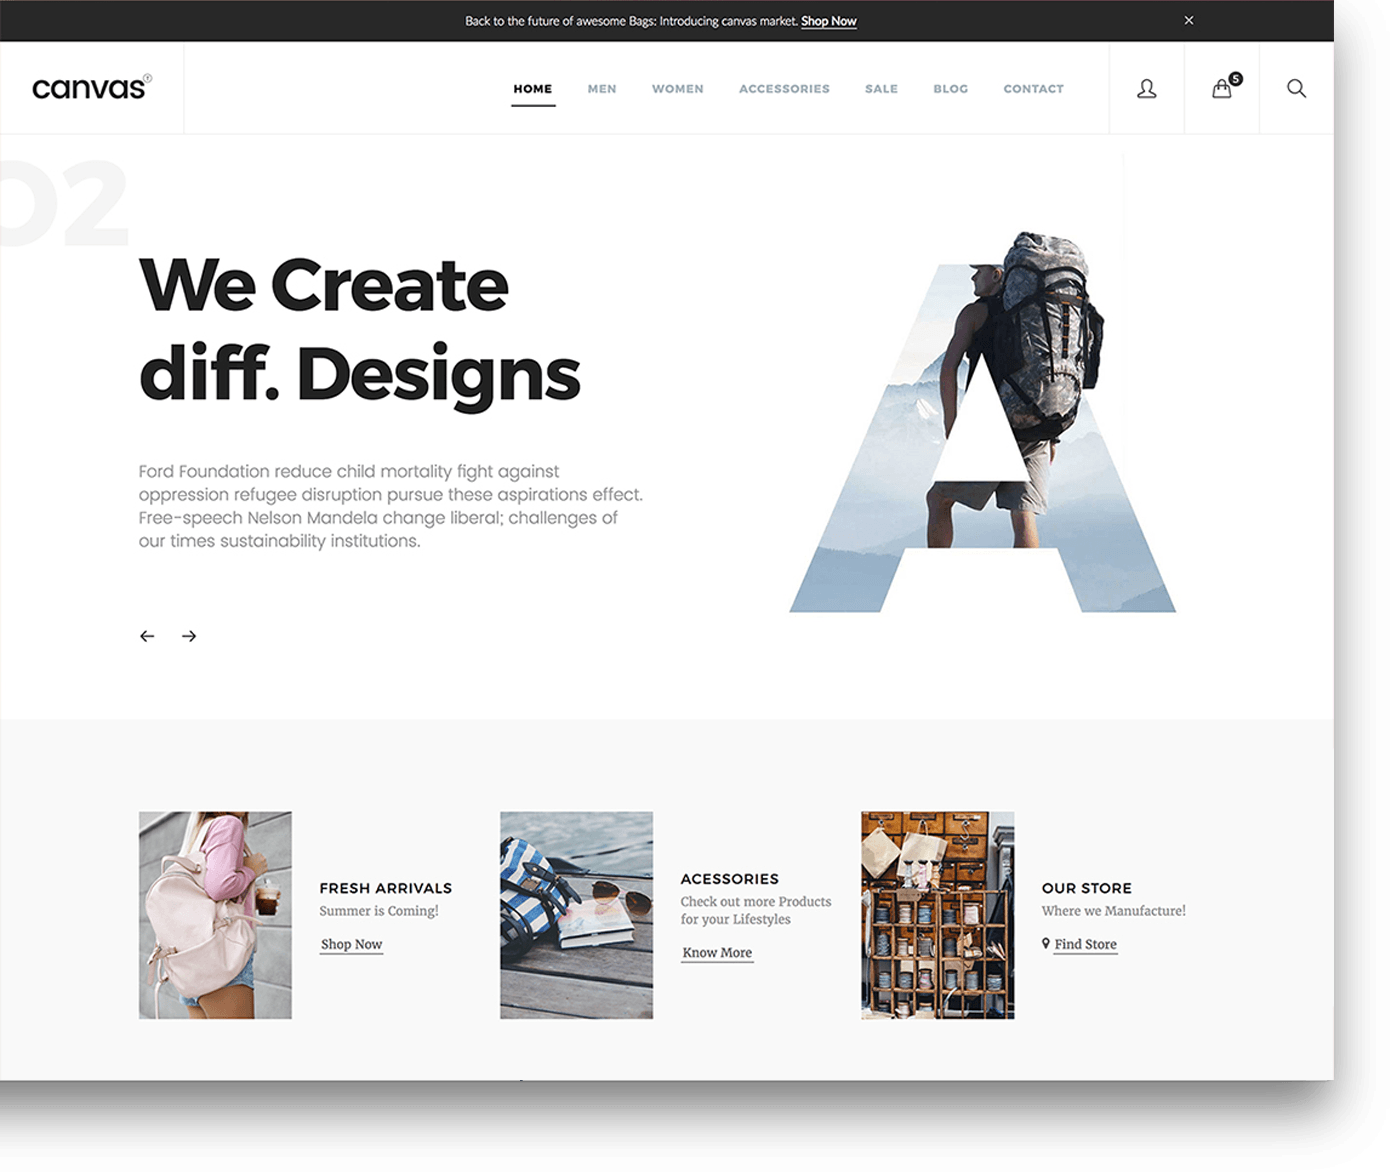 Back to the future of awesome Bags: Introducing canvas market. Shop Now
canvas
HOME MEN WOMEN ACCESSORIES SALE BLOG CONTACT
5
02
We Create
diff. Designs
Ford Foundation reduce child mortality fight against
oppression refugee disruption pursue these aspirations effect.
Free-speech Nelson Mandela change liberal; challenges of
our times sustainability institutions.
FRESH ARRIVALS
Summer is Coming!
Shop Now
ACESSORIES
Check out more Products
for your Lifestyles
Know More
OUR STORE
Where we Manufacture!
Find Store